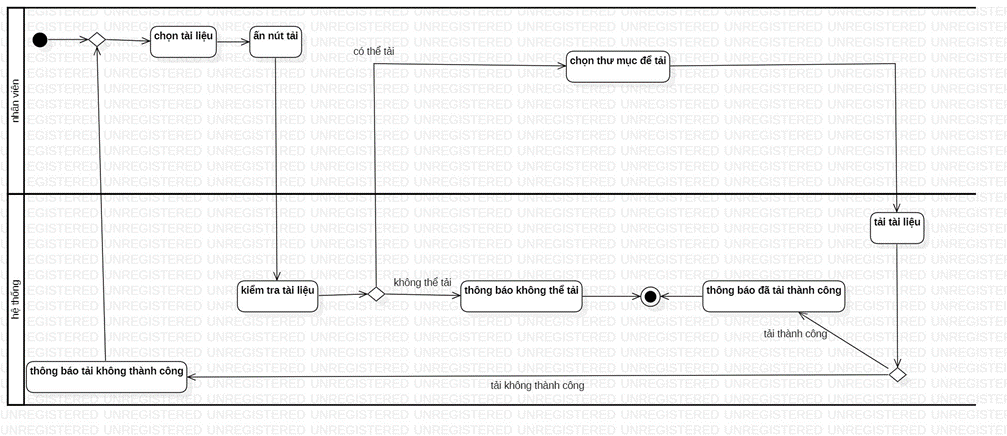 nhân viên
chọn tài liệu
ấn nút tải
có thể tải
chọn thư mục để tải
hệ thống
tải tài liệu
kiểm tra tài liệu
không thể tải
thông báo không thể tải
thông báo đã tải thành công
tải thành công
thông báo tải không thành công
tải không thành công
UNREGISTERED